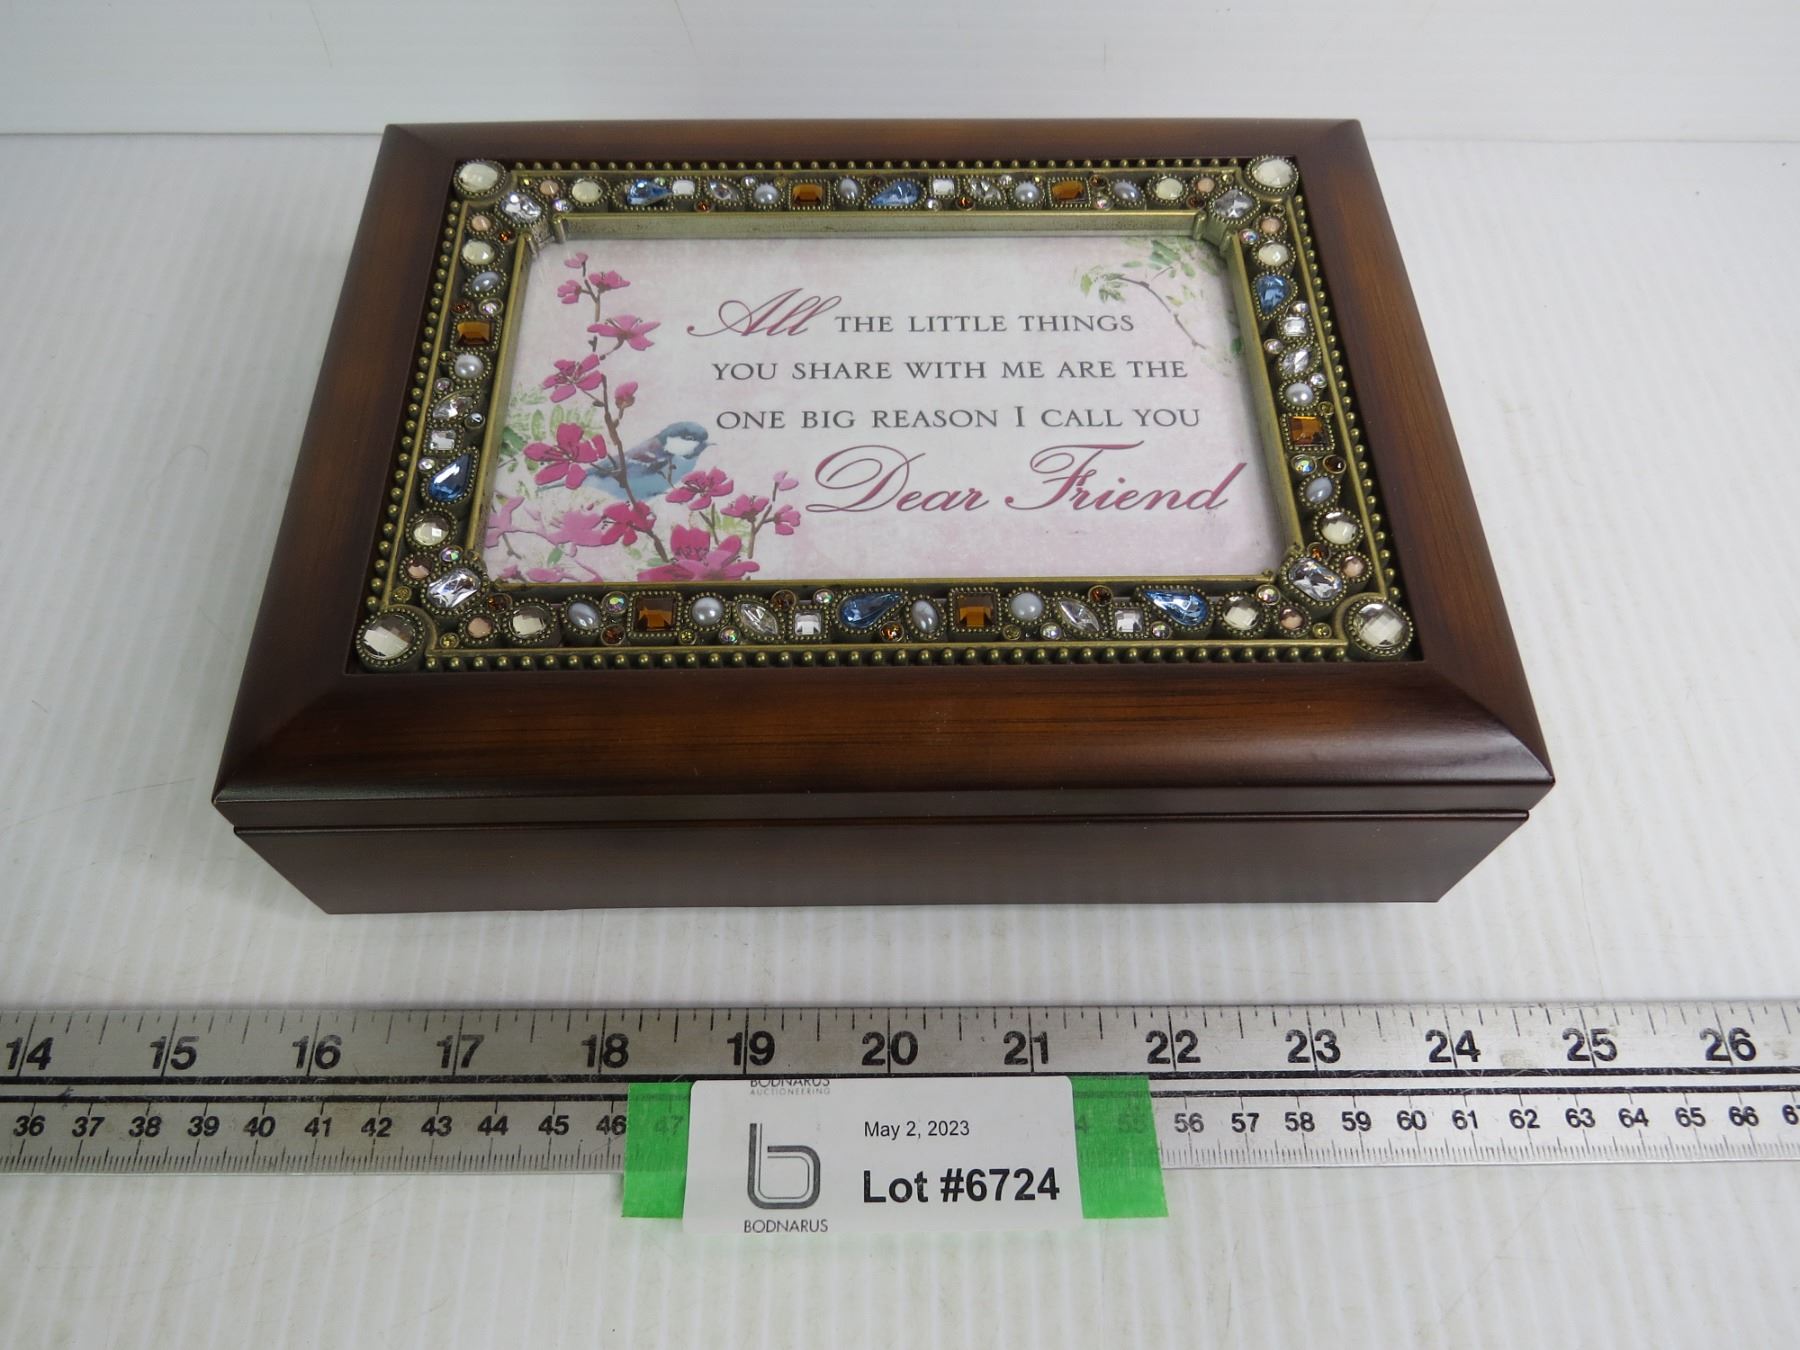 All THE LITTLE THINGS
YOU SHARE WITH ME ARE THE
ONE BIG REASON I CALL YOU
Dear Friend
14 15 16 17 18 19 20 21 22 23 24 25 26
BODNARUS
AUCTIONEERING
36 37 38 39 40 41 42 43 44 45 46 47 55 56 57 58 59 60 61 62 63 64 65 66
May 2, 2023
Lot #6724
BODNARUS